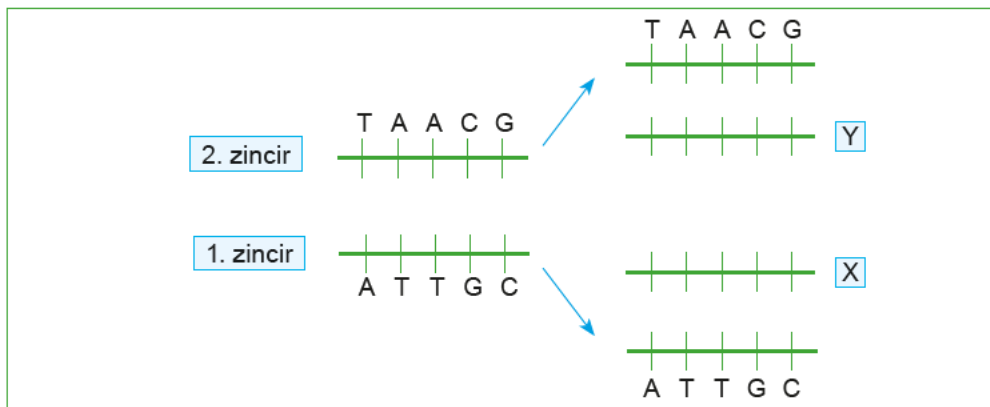 T A A C G
T A A C G
2. zincir
Y
1. zincir
A T T G C
X
A T T G C